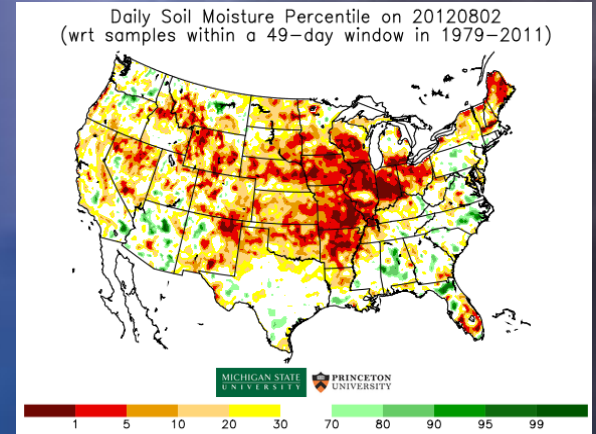 Daily Soil Moisture Percentile on 20120802
(wrt samples within a 49-day window in 1979-2011)
MICHIGAN STATE
UNIVERSITY
PRINCETON
UNIVERSITY
1 5 10 20 30 70 80 90 95 99